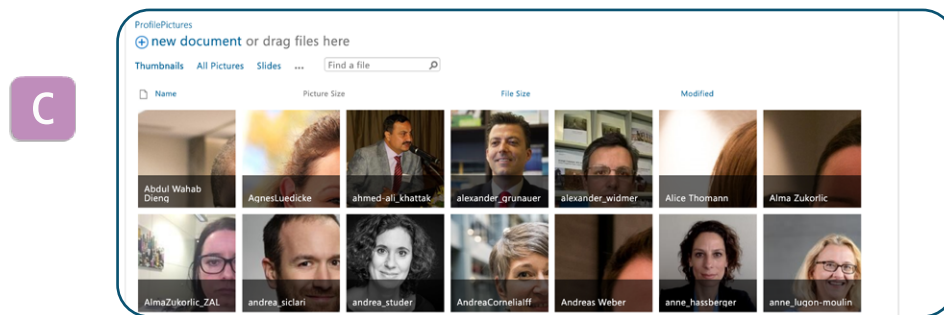 ProfilePictures
new document or drag files here
Thumbnails All Pictures Slides ... Find a file
C
Name Picture Size File Size Modified
Abdul Wahab
Dieng
AgnesLuedicke
ahmed-ali_khattak
alexander_grunauer
alexander_widmer
Alice Thomann
Alma Zukorlic
AlmaZukorlic_ZAL
andrea_siclari
andrea_studer
AndreaCorneliaIff
Andreas Weber
anne_hassberger
anne_lugon-moulin